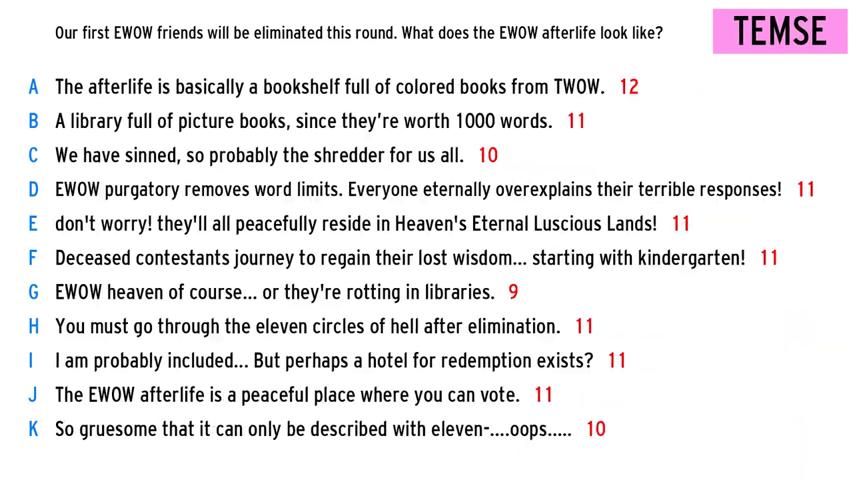 Our first EWOW friends will be eliminated this round. What does the EWOW afterlife look like?
TEMSE
A The afterlife is basically a bookshelf full of colored books from TWOW. 12
B A library full of picture books, since they're worth 1000 words. 11
C We have sinned, so probably the shredder for us all. 10
D EWOW purgatory removes word limits. Everyone eternally overexplains their terrible responses! 11
E don't worry! they'll all peacefully reside in Heaven's Eternal Luscious Lands! 11
F Deceased contestants journey to regain their lost wisdom... starting with kindergarten! 11
G EWOW heaven of course... or they're rotting in libraries. 9
H You must go through the eleven circles of hell after elimination. 11
I I am probably included... But perhaps a hotel for redemption exists? 11
J The EWOW afterlife is a peaceful place where you can vote. 11
K So gruesome that it can only be described with eleven-....oops..... 10